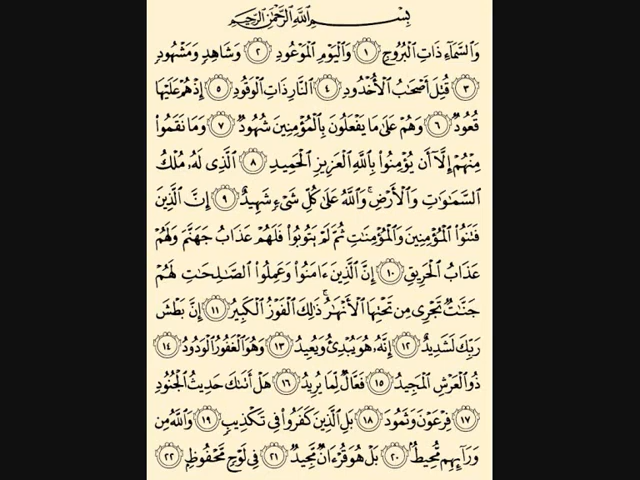 بِسْمِ ٱللَّهِ ٱلرَّحْمَٰنِ ٱلرَّحِيمِ
وَٱلسَّمَآءِ ذَاتِ ٱلْبُرُوجِ ١ وَٱلْيَوْمِ ٱلْمَوْعُودِ ٢ وَشَاهِدٍ وَمَشْهُودٍ
٣ قُتِلَ أَصْحَٰبُ ٱلْأُخْدُودِ ٤ ٱلنَّارِ ذَاتِ ٱلْوَقُودِ ٥ إِذْ هُمْ عَلَيْهَا
قُعُودٌ ٦ وَهُمْ عَلَىٰ مَا يَفْعَلُونَ بِٱلْمُؤْمِنِينَ شُهُودٌ ٧ وَمَا نَقَمُوا۟
مِنْهُمْ إِلَّآ أَن يُؤْمِنُوا۟ بِٱللَّهِ ٱلْعَزِيزِ ٱلْحَمِيدِ ٨ ٱلَّذِى لَهُۥ مُلْكُ
ٱلسَّمَٰوَٰتِ وَٱلْأَرْضِ ۚ وَٱللَّهُ عَلَىٰ كُلِّ شَىْءٍ شَهِيدٌ ٩ إِنَّ ٱلَّذِينَ
فَتَنُوا۟ ٱلْمُؤْمِنِينَ وَٱلْمُؤْمِنَٰتِ ثُمَّ لَمْ يَتُوبُوا۟ فَلَهُمْ عَذَابُ جَهَنَّمَ وَلَهُمْ
عَذَابُ ٱلْحَرِيقِ ١٠ إِنَّ ٱلَّذِينَ ءَامَنُوا۟ وَعَمِلُوا۟ ٱلصَّٰلِحَٰتِ لَهُمْ
جَنَّٰتٌ تَجْرِى مِن تَحْتِهَا ٱلْأَنْهَٰرُ ۚ ذَٰلِكَ ٱلْفَوْزُ ٱلْكَبِيرُ ١١ إِنَّ بَطْشَ
رَبِّكَ لَشَدِيدٌ ١٢ إِنَّهُۥ هُوَ يُبْدِئُ وَيُعِيدُ ١٣ وَهُوَ ٱلْغَفُورُ ٱلْوَدُودُ ١٤
ذُو ٱلْعَرْشِ ٱلْمَجِيدُ ١٥ فَعَّالٌ لِّمَا يُرِيدُ ١٦ هَلْ أَتَىٰكَ حَدِيثُ ٱلْجُنُودِ
١٧ فِرْعَوْنَ وَثَمُودَ ١٨ بَلِ ٱلَّذِينَ كَفَرُوا۟ فِى تَكْذِيبٍ ١٩ وَٱللَّهُ مِن
وَرَآئِهِم مُّحِيطٌۢ ٢٠ بَلْ هُوَ قُرْءَانٌ مَّجِيدٌ ٢١ فِى لَوْحٍ مَّحْفُوظٍۭ ٢٢